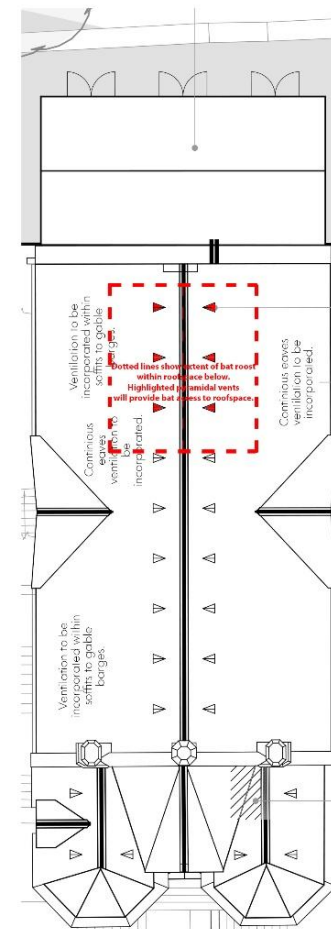 Ventilation to be
incorporated within
soffits to gable
barges.
Dotted lines show extent of bat roost
within roofspace below.
Highlighted pyramidal vents
will provide bat access to roofspace.
Continious eaves
ventilation to be
incorporated.
Continious
eaves
ventilation to
be
incorporated.
Ventilation to be
incorporated within
soffits to gable
barges.